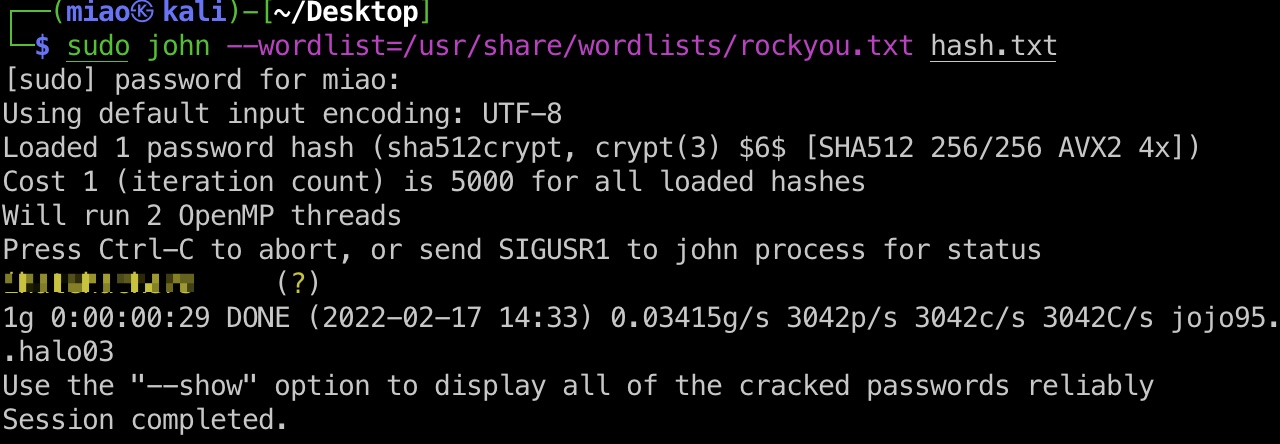 ┌──(miao㉿kali)-[~/Desktop]
└─$ sudo john --wordlist=/usr/share/wordlists/rockyou.txt hash.txt
[sudo] password for miao:
Using default input encoding: UTF-8
Loaded 1 password hash (sha512crypt, crypt(3) $6$ [SHA512 256/256 AVX2 4x])
Cost 1 (iteration count) is 5000 for all loaded hashes
Will run 2 OpenMP threads
Press Ctrl-C to abort, or send SIGUSR1 to john process for status
(?)
1g 0:00:00:29 DONE (2022-02-17 14:33) 0.03415g/s 3042p/s 3042c/s 3042C/s jojo95.
.halo03
Use the "--show" option to display all of the cracked passwords reliably
Session completed.